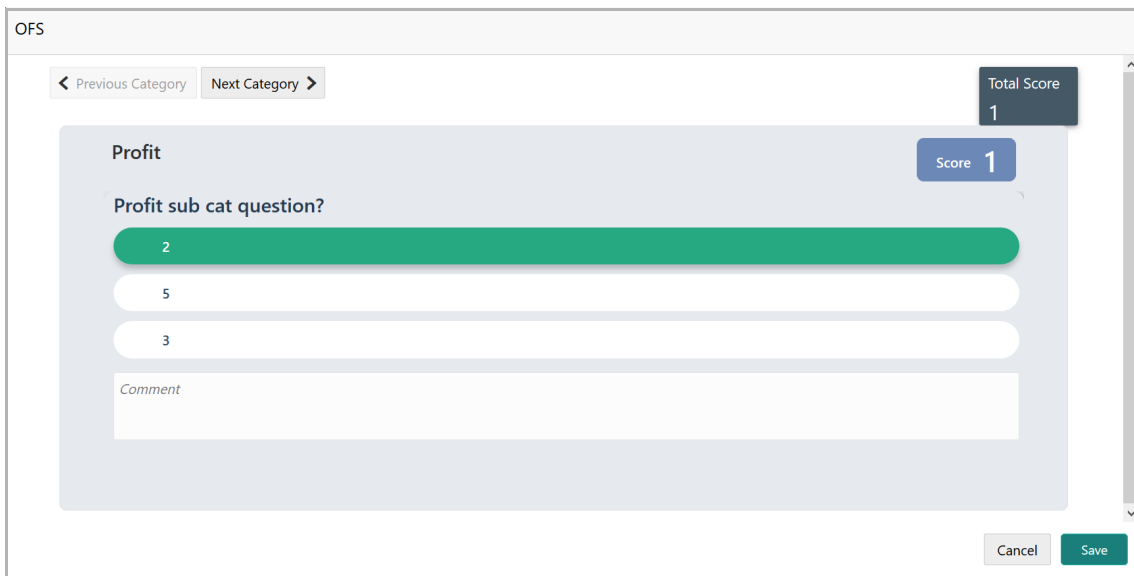 OFS
Previous Category Next Category
Total Score
1
Profit
Score 1
Profit sub cat question?
2
5
3
Comment
Cancel Save